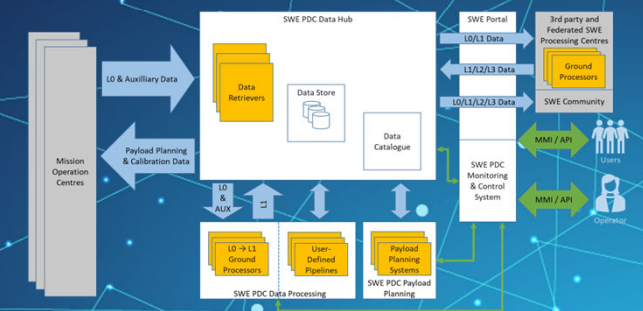 SWE PDC Data Hub
SWE Portal
3rd party and
Federated SWE
Processing Centres
L0/L1 Data
L1/L2/L3 Data
L0/L1/L2/L3 Data
Ground
Processors
SWE Community
L0 & Auxilliary Data
Data
Retrievers
Data Store
Data
Catalogue
Mission
Operation
Centres
Payload Planning
& Calibration Data
MMI / API
Users
SWE PDC
Monitoring
& Control
System
MMI / API
Operator
L0
&
AUX
L1
L0 → L1
Ground
Processors
User-
Defined
Pipelines
Payload
Planning
Systems
SWE PDC Data Processing
SWE PDC Payload
Planning